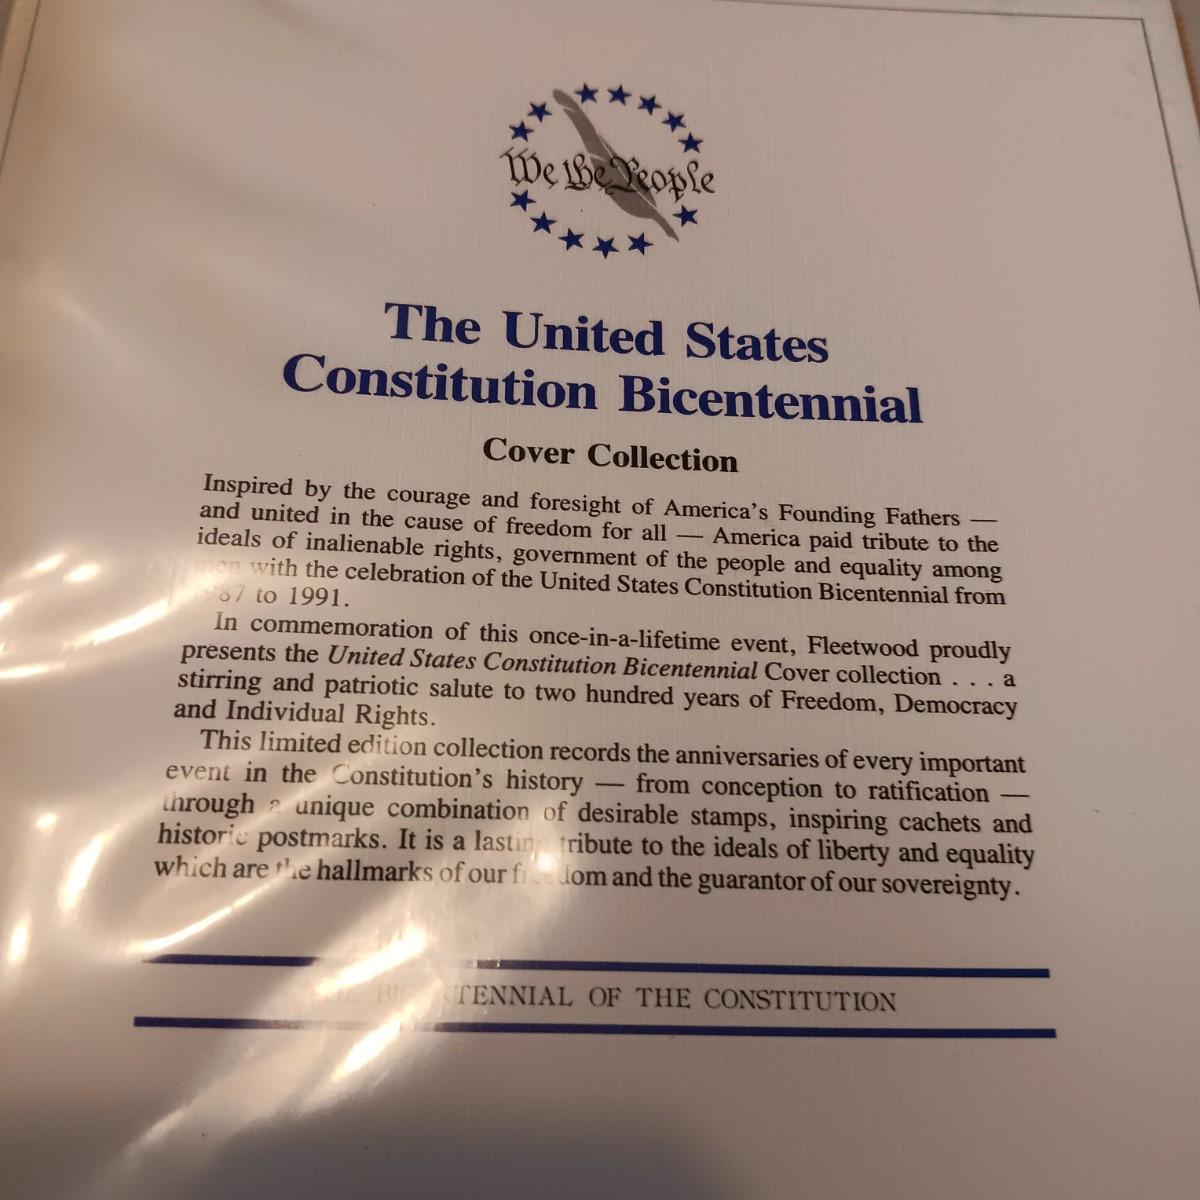 We the People
The United States
Constitution Bicentennial
Cover Collection
Inspired by the courage and foresight of America's Founding Fathers —
and united in the cause of freedom for all — America paid tribute to the
ideals of inalienable rights, government of the people and equality among
men with the celebration of the United States Constitution Bicentennial from
to 1991.
In commemoration of this once-in-a-lifetime event, Fleetwood proudly
presents the United States Constitution Bicentennial Cover collection . . . a
stirring and patriotic salute to two hundred years of Freedom, Democracy
and Individual Rights.
This limited edition collection records the anniversaries of every important
event in the Constitution's history — from conception to ratification —
through a unique combination of desirable stamps, inspiring cachets and
historic postmarks. It is a lasting tribute to the ideals of liberty and equality
which are the hallmarks of our freedom and the guarantor of our sovereignty.
BICENTENNIAL OF THE CONSTITUTION